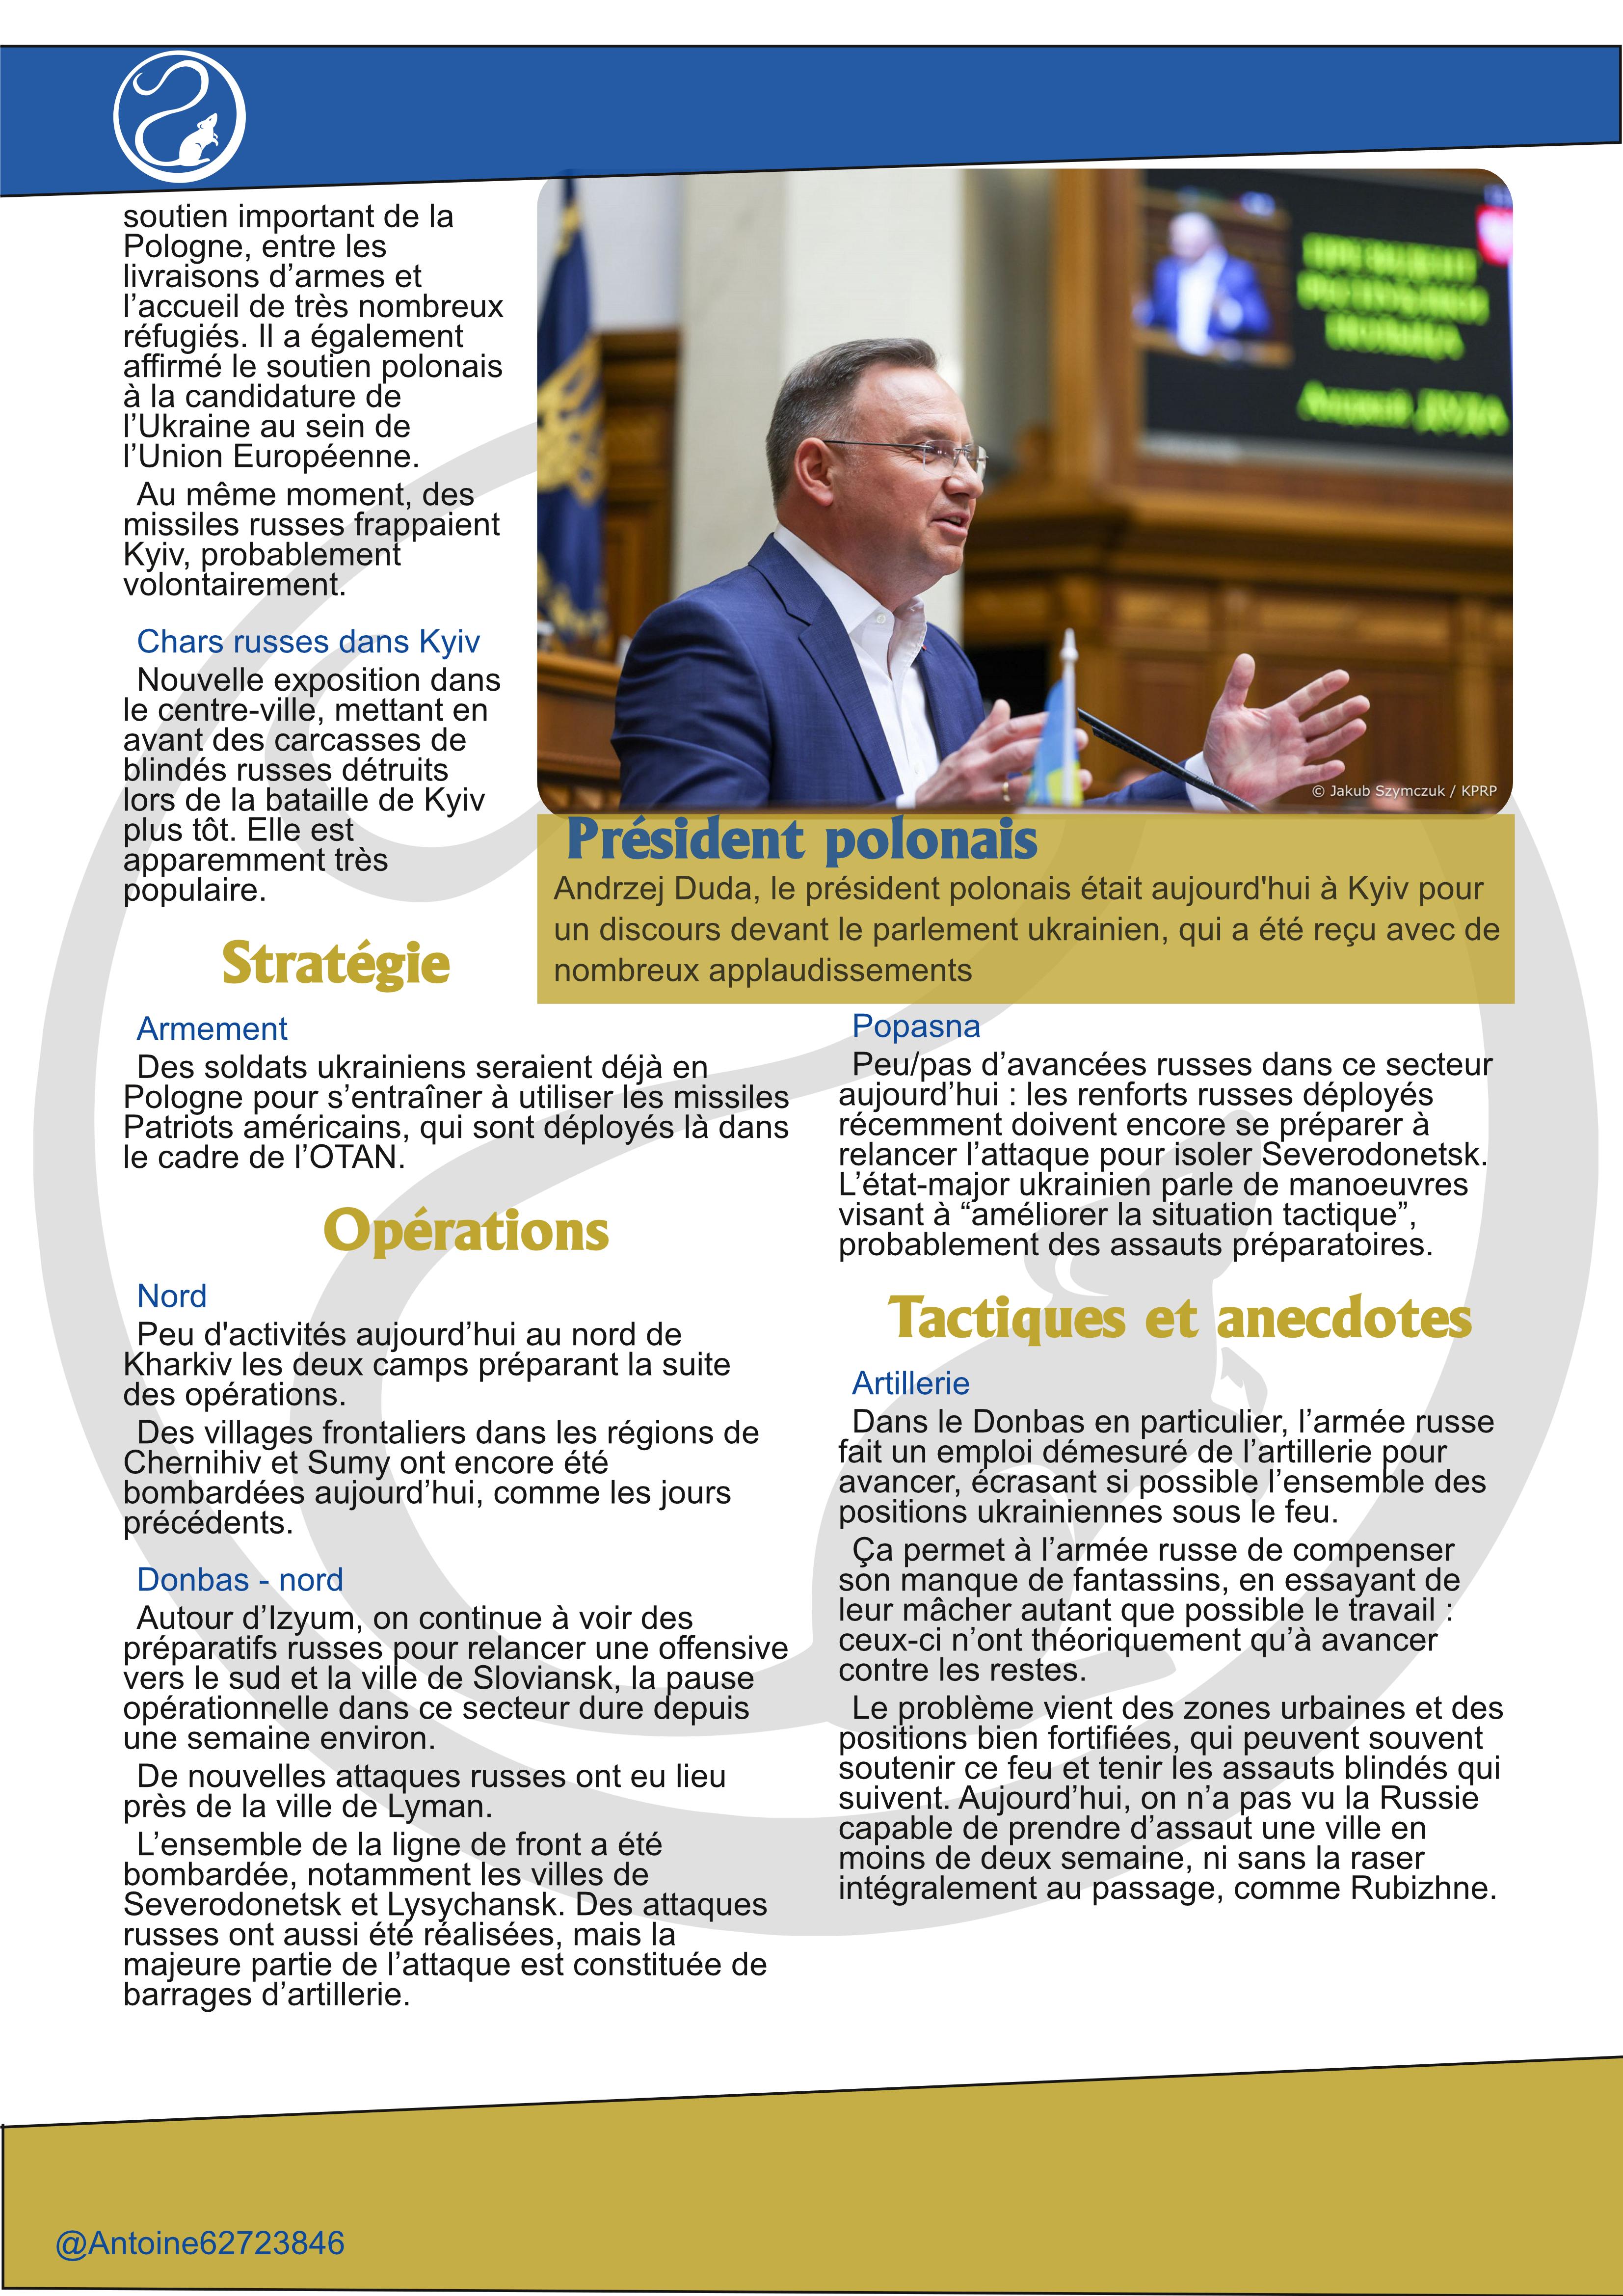 soutien important de la
Pologne, entre les
livraisons d’armes et
l’accueil de très nombreux
réfugiés. Il a également
affirmé le soutien polonais
à la candidature de
l’Ukraine au sein de
l’Union Européenne.
Au même moment, des
missiles russes frappaient
Kyiv, probablement
volontairement.
Chars russes dans Kyiv
Nouvelle exposition dans
le centre-ville, mettant en
avant des carcasses de
blindés russes détruits
lors de la bataille de Kyiv
plus tôt. Elle est
apparemment très
populaire.
ПРЕЗИДЕНТ
РЕСПУБЛІКИ
ПОЛЬЩА
Анджей ДУДА
© Jakub Szymczuk / KPRP
Président polonais
Andrzej Duda, le président polonais était aujourd'hui à Kyiv pour
un discours devant le parlement ukrainien, qui a été reçu avec de
nombreux applaudissements
Stratégie
Armement
Des soldats ukrainiens seraient déjà en
Pologne pour s’entraîner à utiliser les missiles
Patriots américains, qui sont déployés là dans
le cadre de l’OTAN.
Opérations
Nord
Peu d'activités aujourd’hui au nord de
Kharkiv les deux camps préparant la suite
des opérations.
Des villages frontaliers dans les régions de
Chernihiv et Sumy ont encore été
bombardées aujourd’hui, comme les jours
précédents.
Donbas - nord
Autour d’Izyum, on continue à voir des
préparatifs russes pour relancer une offensive
vers le sud et la ville de Sloviansk, la pause
opérationnelle dans ce secteur dure depuis
une semaine environ.
De nouvelles attaques russes ont eu lieu
près de la ville de Lyman.
L’ensemble de la ligne de front a été
bombardée, notamment les villes de
Severodonetsk et Lysychansk. Des attaques
russes ont aussi été réalisées, mais la
majeure partie de l’attaque est constituée de
barrages d’artillerie.
Popasna
Peu/pas d’avancées russes dans ce secteur
aujourd’hui : les renforts russes déployés
récemment doivent encore se préparer à
relancer l’attaque pour isoler Severodonetsk.
L’état-major ukrainien parle de manoeuvres
visant à “améliorer la situation tactique”,
probablement des assauts préparatoires.
Tactiques et anecdotes
Artillerie
Dans le Donbas en particulier, l’armée russe
fait un emploi démesuré de l’artillerie pour
avancer, écrasant si possible l’ensemble des
positions ukrainiennes sous le feu.
Ça permet à l’armée russe de compenser
son manque de fantassins, en essayant de
leur mâcher autant que possible le travail :
ceux-ci n’ont théoriquement qu’à avancer
contre les restes.
Le problème vient des zones urbaines et des
positions bien fortifiées, qui peuvent souvent
soutenir ce feu et tenir les assauts blindés qui
suivent. Aujourd’hui, on n’a pas vu la Russie
capable de prendre d’assaut une ville en
moins de deux semaine, ni sans la raser
intégralement au passage, comme Rubizhne.
@Antoine62723846